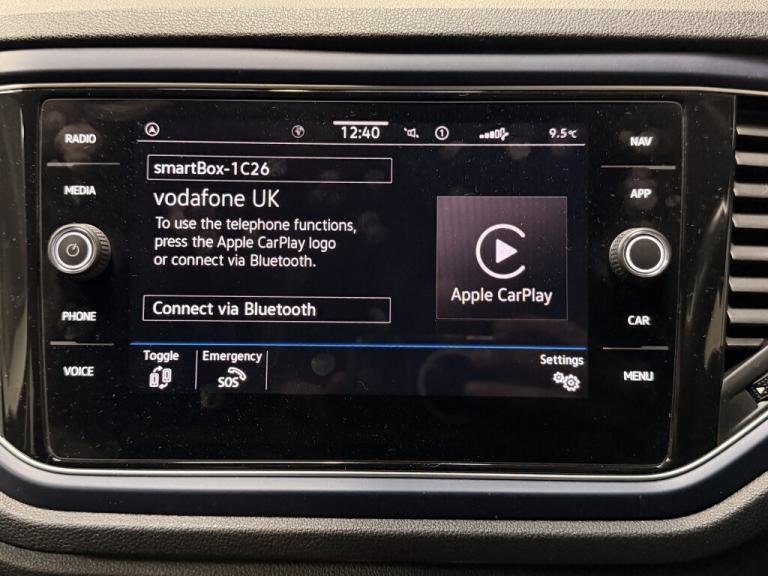 RADIO
MEDIA
PHONE
VOICE
12:40
1
9.5°C
smartBox-1C26
vodafone UK
To use the telephone functions,
press the Apple CarPlay logo
or connect via Bluetooth.
Connect via Bluetooth
Apple CarPlay
Toggle
Emergency
SOS
Settings
NAV
APP
CAR
MENU